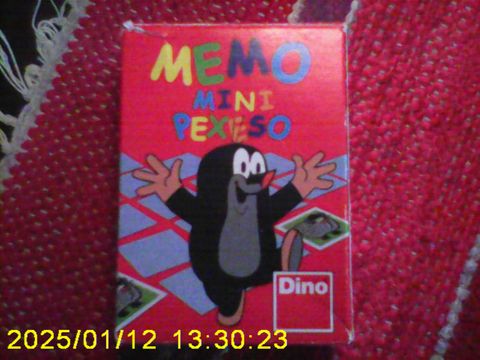 MEMO
MINI
PEXESO
Dino
2025/01/12 13:30:23